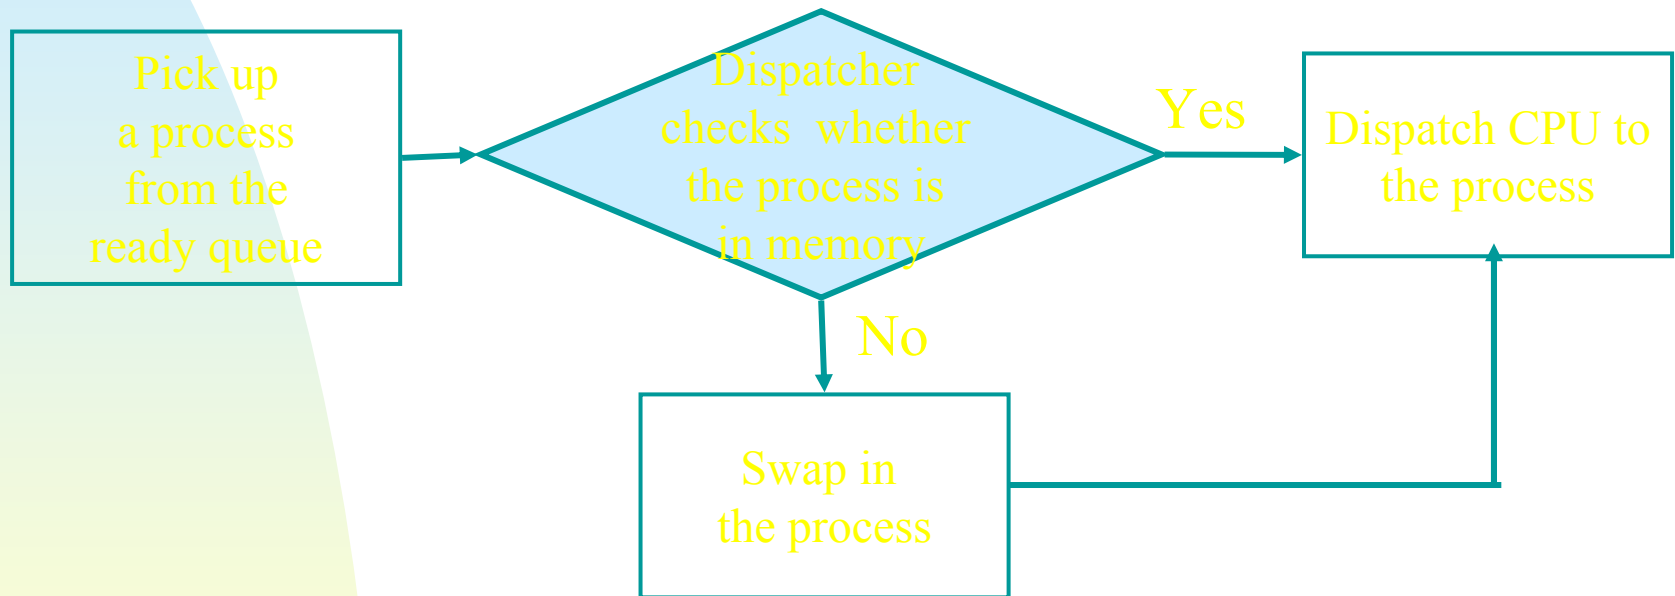 Pick up
a process
from the
ready queue
Dispatcher
checks  whether
the process is
in memory
Yes
Dispatch CPU to
the process
No
Swap in
the process